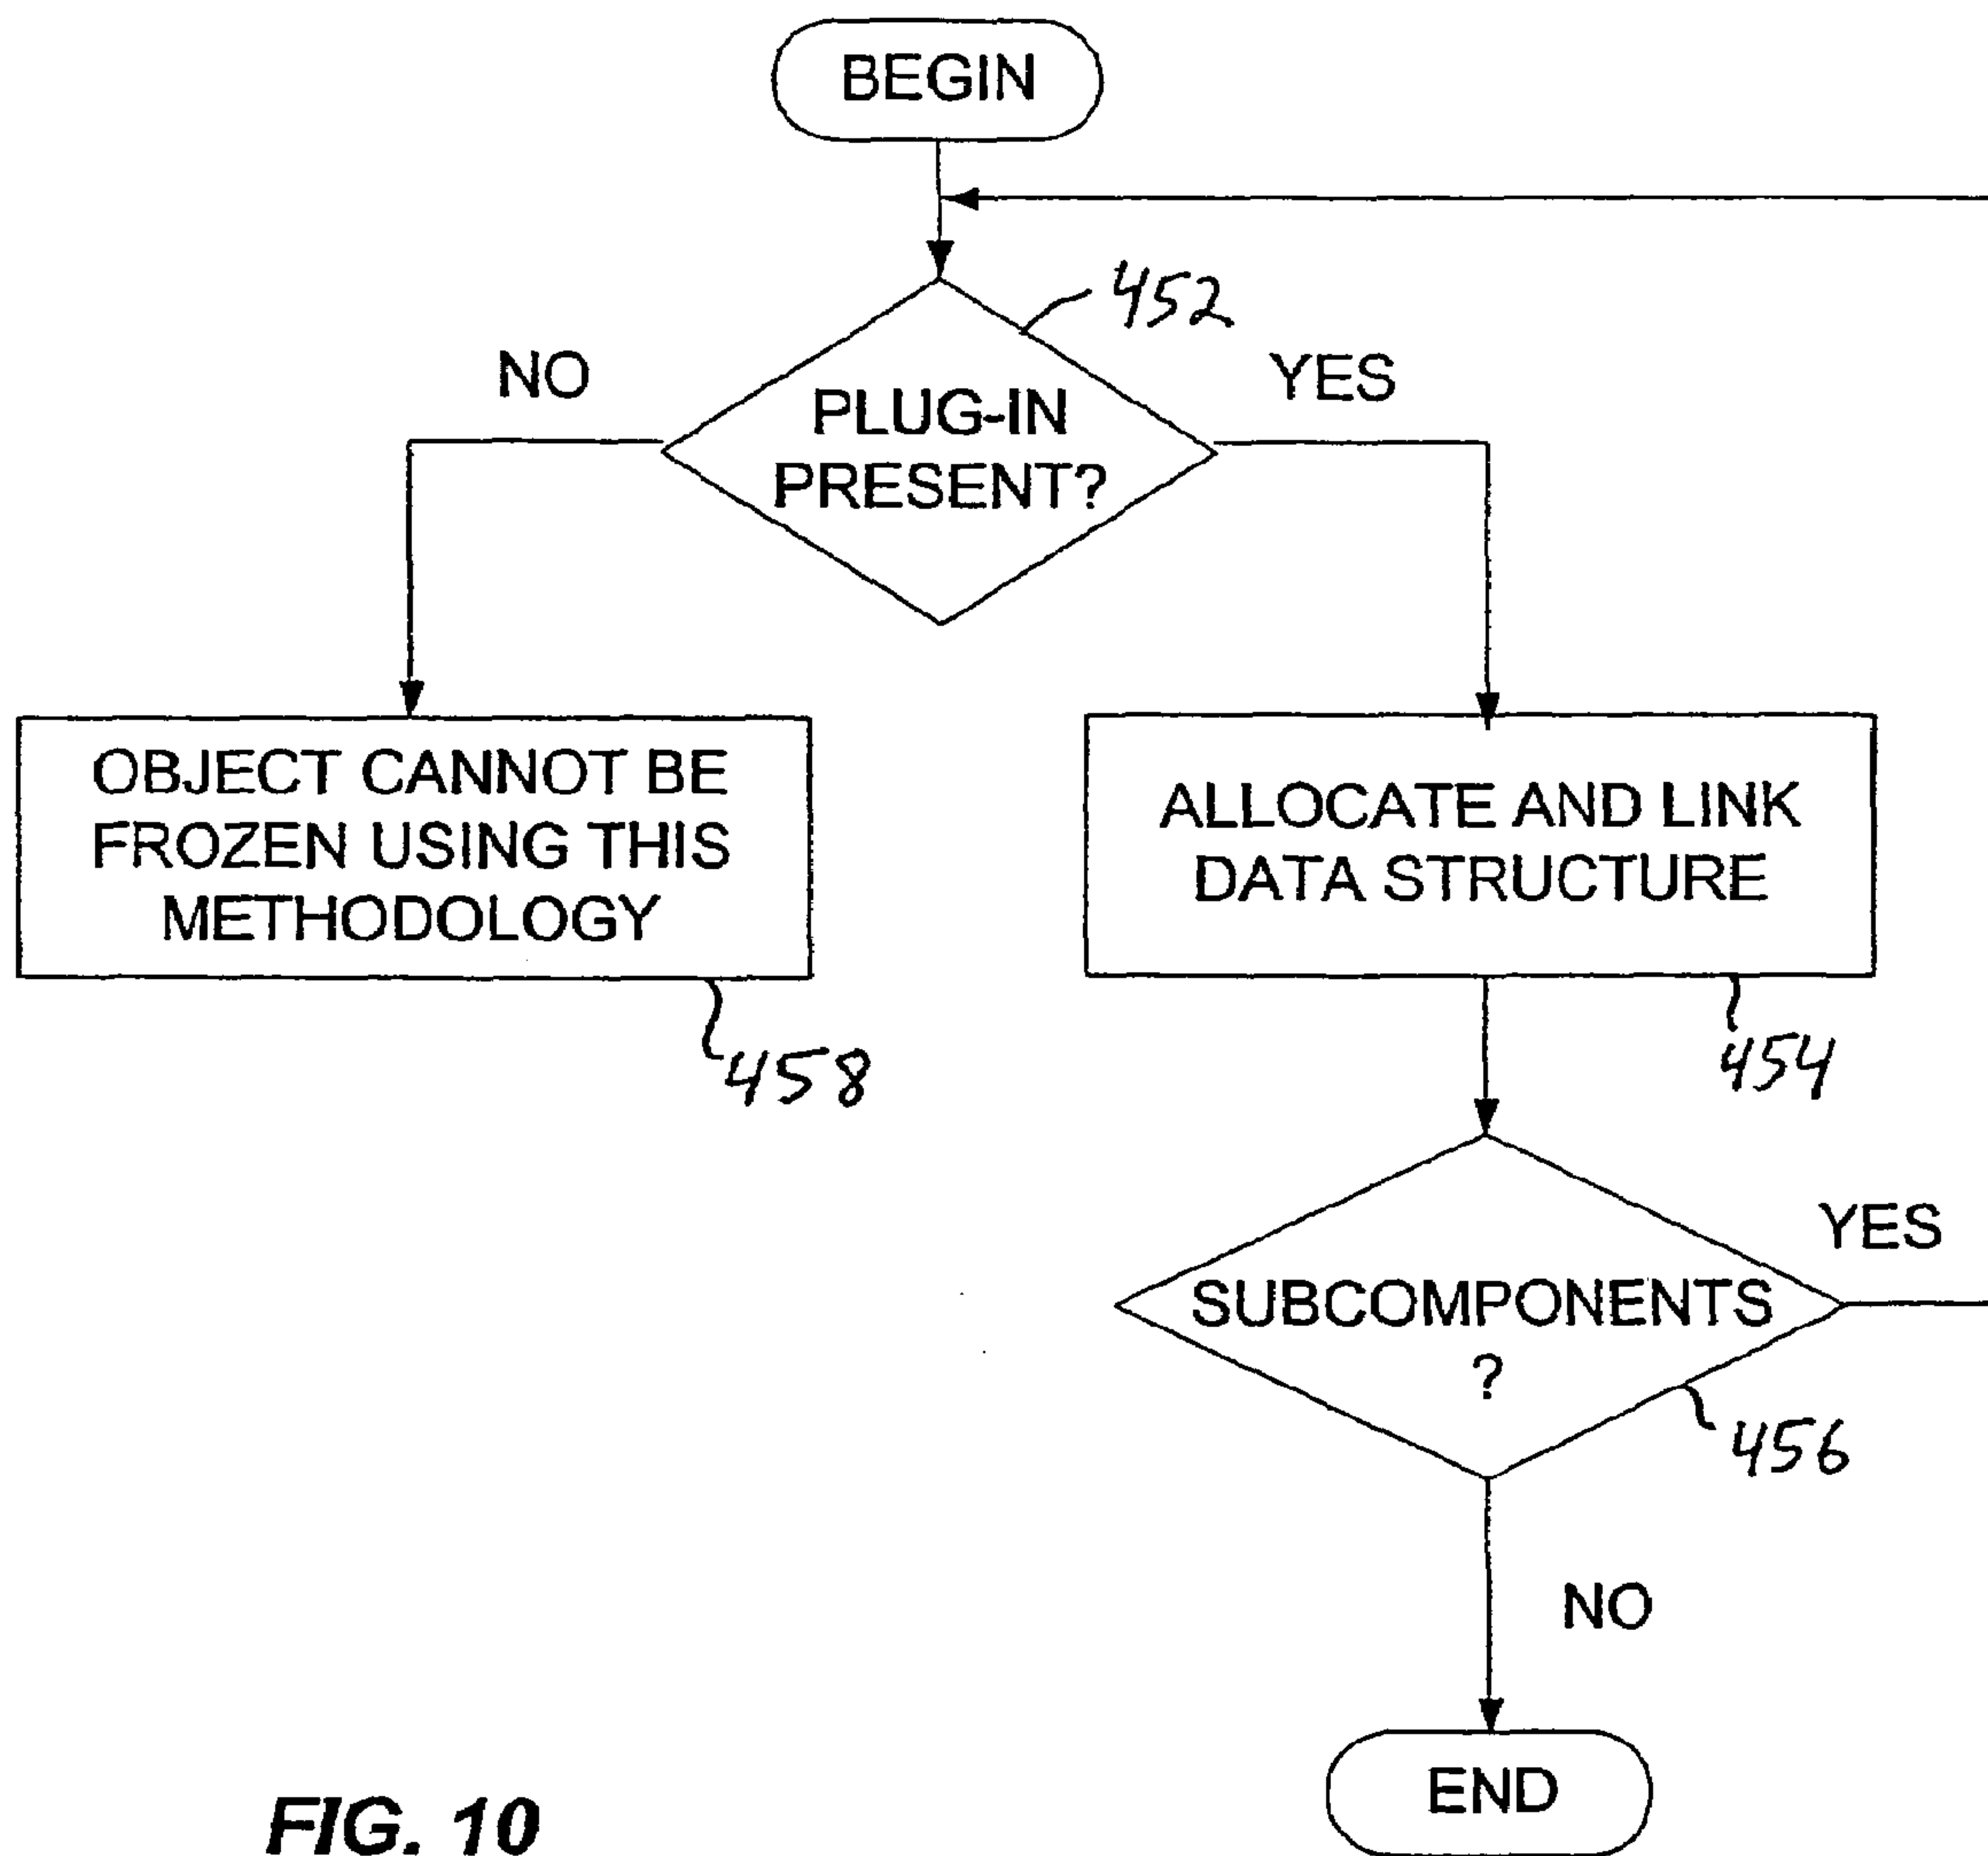 BEGIN
452
NO
YES
PLUG-IN
PRESENT?
OBJECT CANNOT BE
FROZEN USING THIS
METHODOLOGY
ALLOCATE AND LINK
DATA STRUCTURE
458
454
YES
SUBCOMPONENTS
?
456
NO
END
FIG. 10